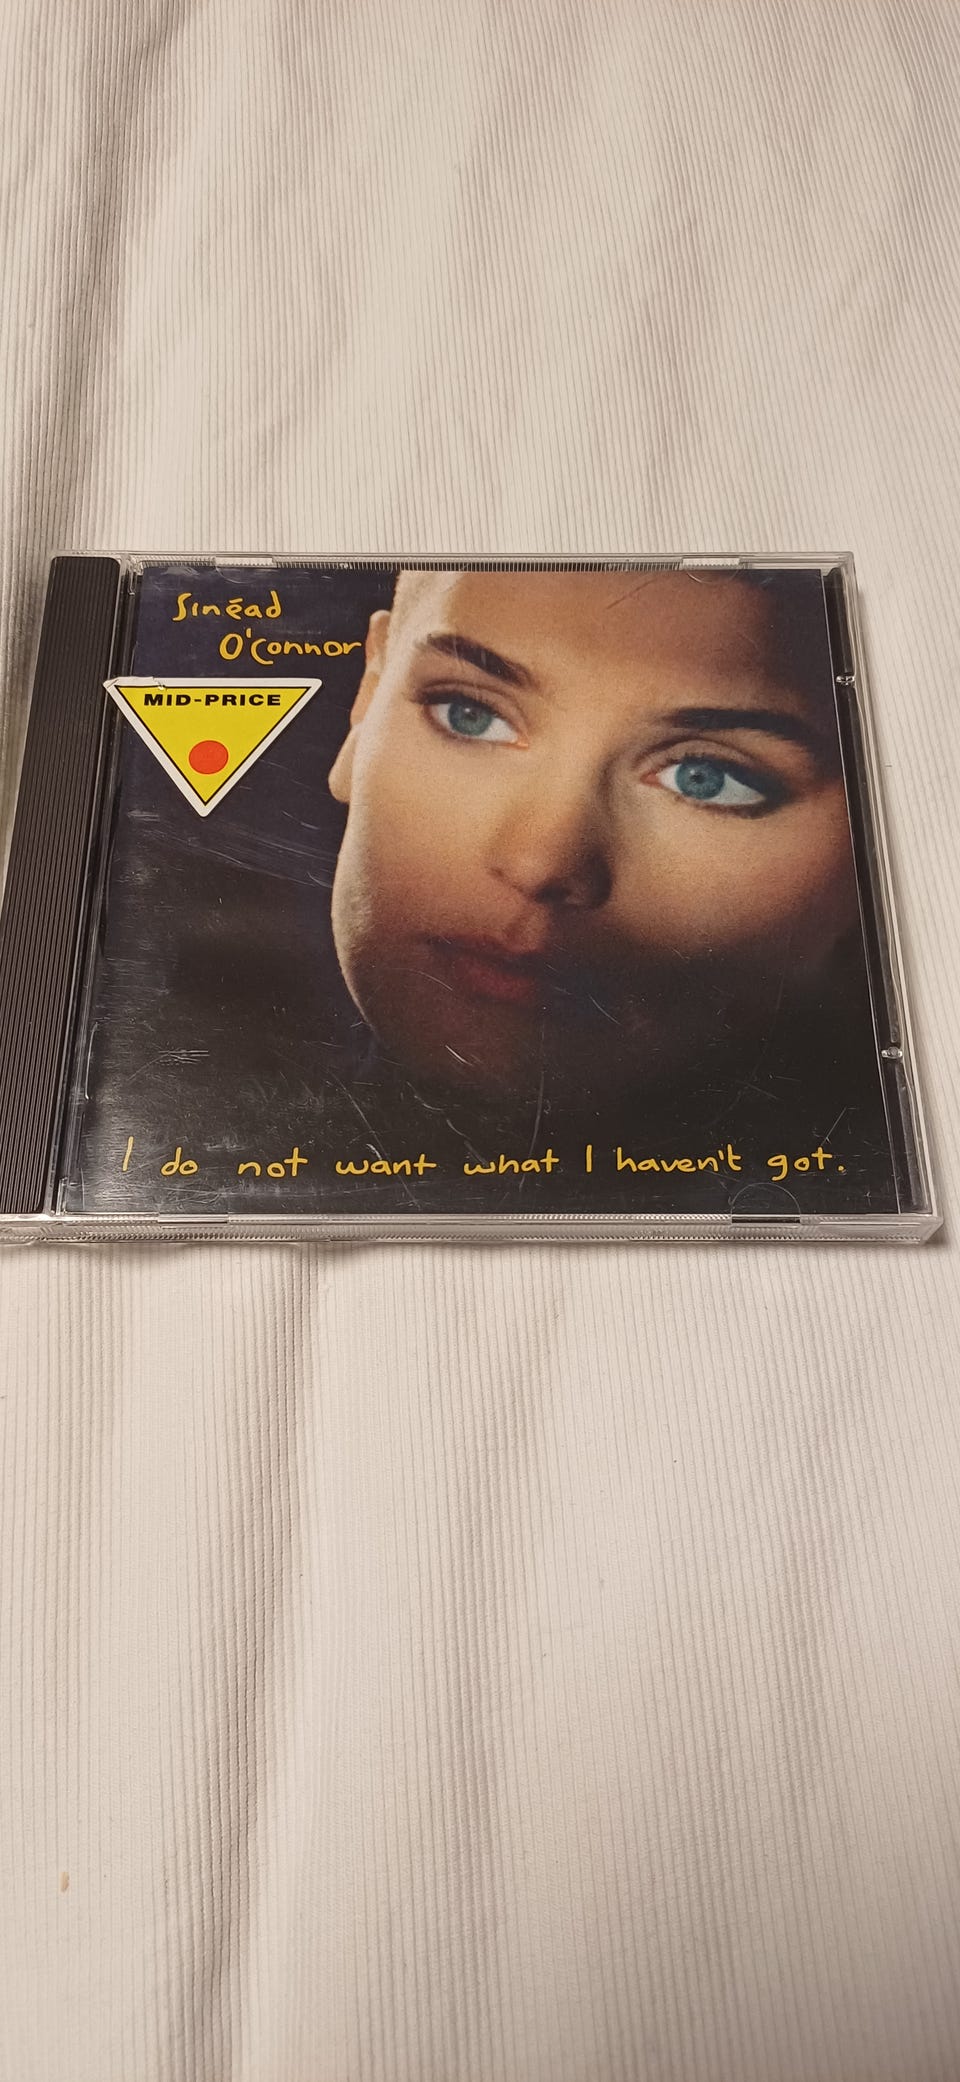 Sinéad
O'Connor
MID-PRICE
I do not want what I haven't got.